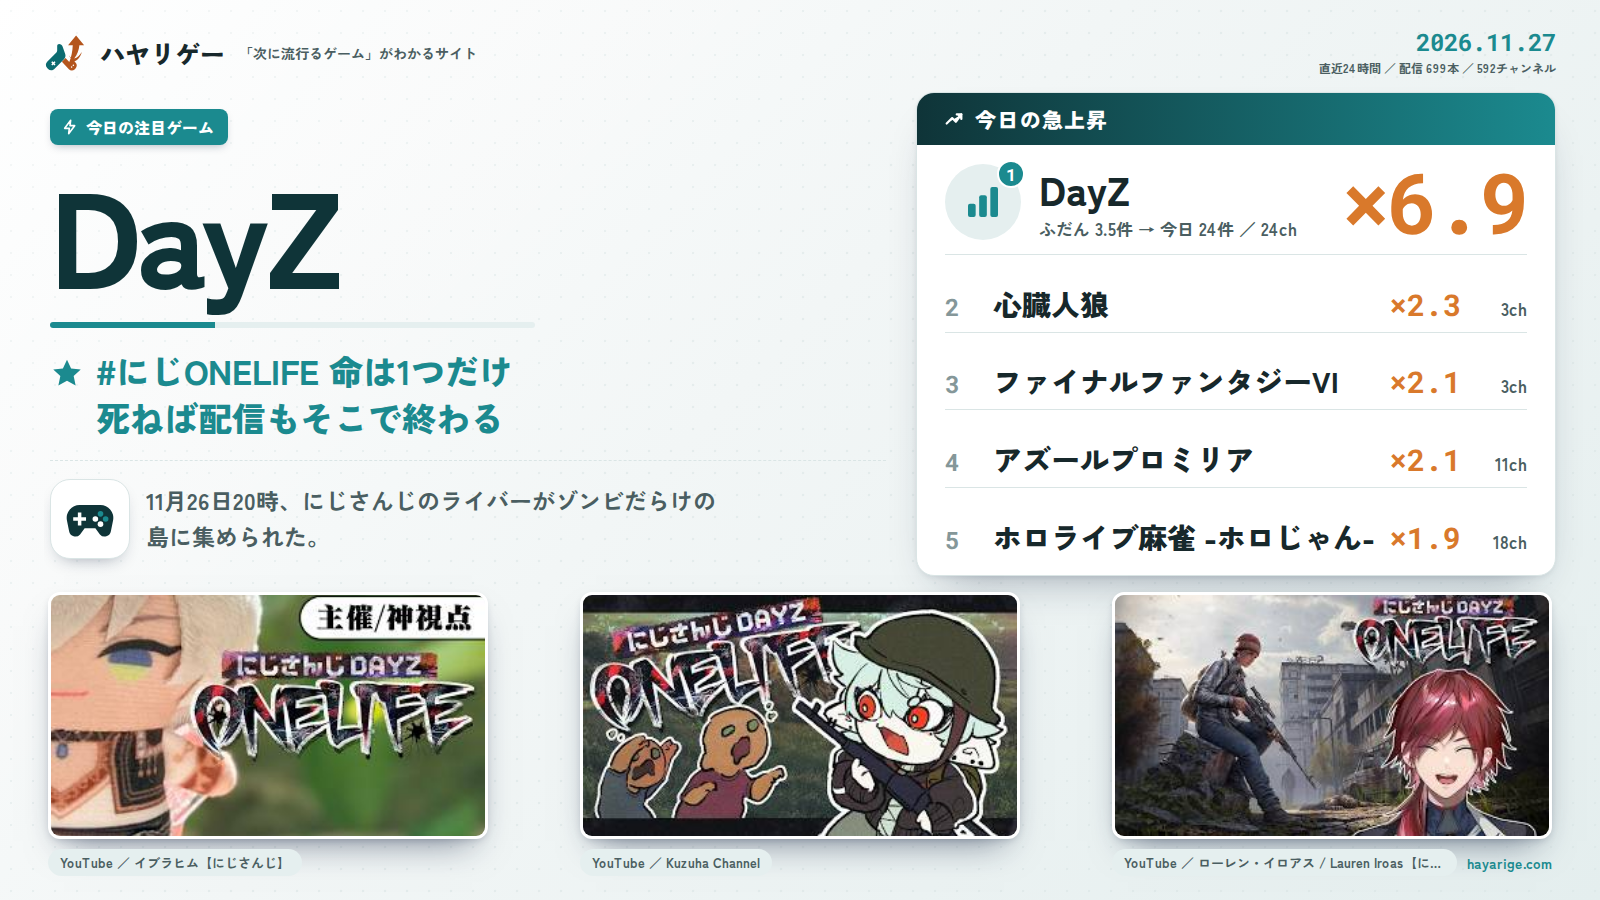 ハヤリゲー
「次に流行るゲーム」がわかるサイト
2026.11.27
直近24時間 ／ 配信 699本 ／ 592チャンネル
今日の注目ゲーム
DayZ
#にじONELIFE 命は1つだけ
死ねば配信もそこで終わる
11月26日20時、にじさんじのライバーがゾンビだらけの
島に集められた。
今日の急上昇
1
DayZ
ふだん 3.5件 → 今日 24件 ／ 24ch
×6.9
2 心臓人狼 ×2.3 3ch
3 ファイナルファンタジーVI ×2.1 3ch
4 アズールプロミリア ×2.1 11ch
5 ホロライブ麻雀 -ホロじゃん- ×1.9 18ch
主催/神視点
にじさんじ DAYZ
ONELIFE
にじさんじ DAYZ
ONELIFE
にじさんじ DAYZ
ONELIFE
YouTube ／ イブラヒム【にじさんじ】
YouTube ／ Kuzuha Channel
YouTube ／ ローレン・イロアス / Lauren Iroas【に…
hayarige.com